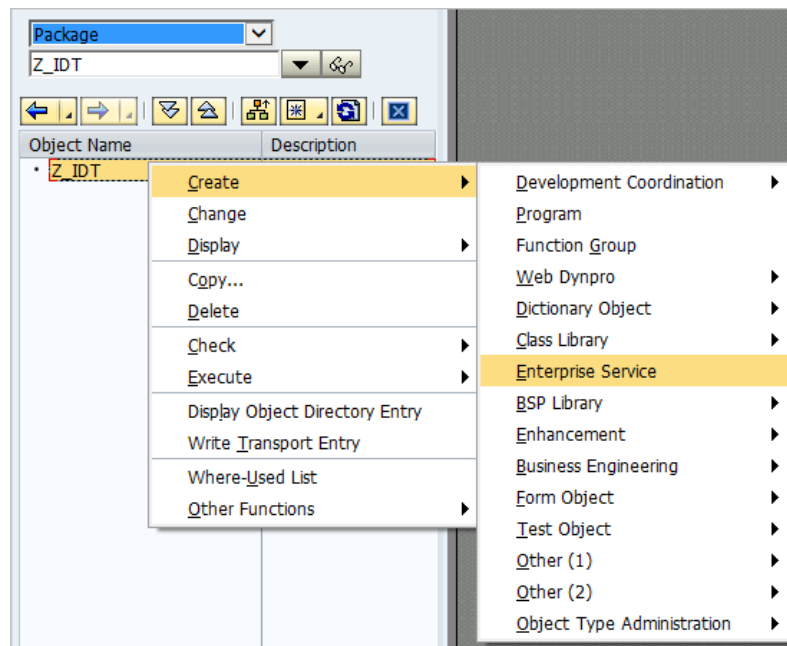 Package
Z_IDT
Object Name Description
Z_IDT
Create
Change
Display
Copy...
Delete
Check
Execute
Display Object Directory Entry
Write Transport Entry
Where-Used List
Other Functions
Development Coordination
Program
Function Group
Web Dynpro
Dictionary Object
Class Library
Enterprise Service
BSP Library
Enhancement
Business Engineering
Form Object
Test Object
Other (1)
Other (2)
Object Type Administration